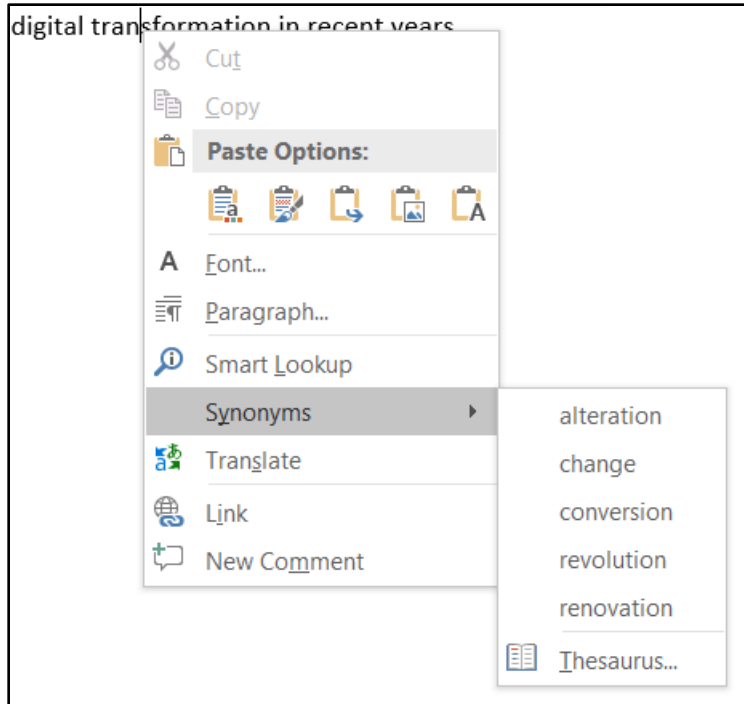 digital transformation in recent years
Cut
Copy
Paste Options:
Font...
Paragraph...
Smart Lookup
Synonyms
alteration
Translate
change
Link
conversion
New Comment
revolution
renovation
Thesaurus...